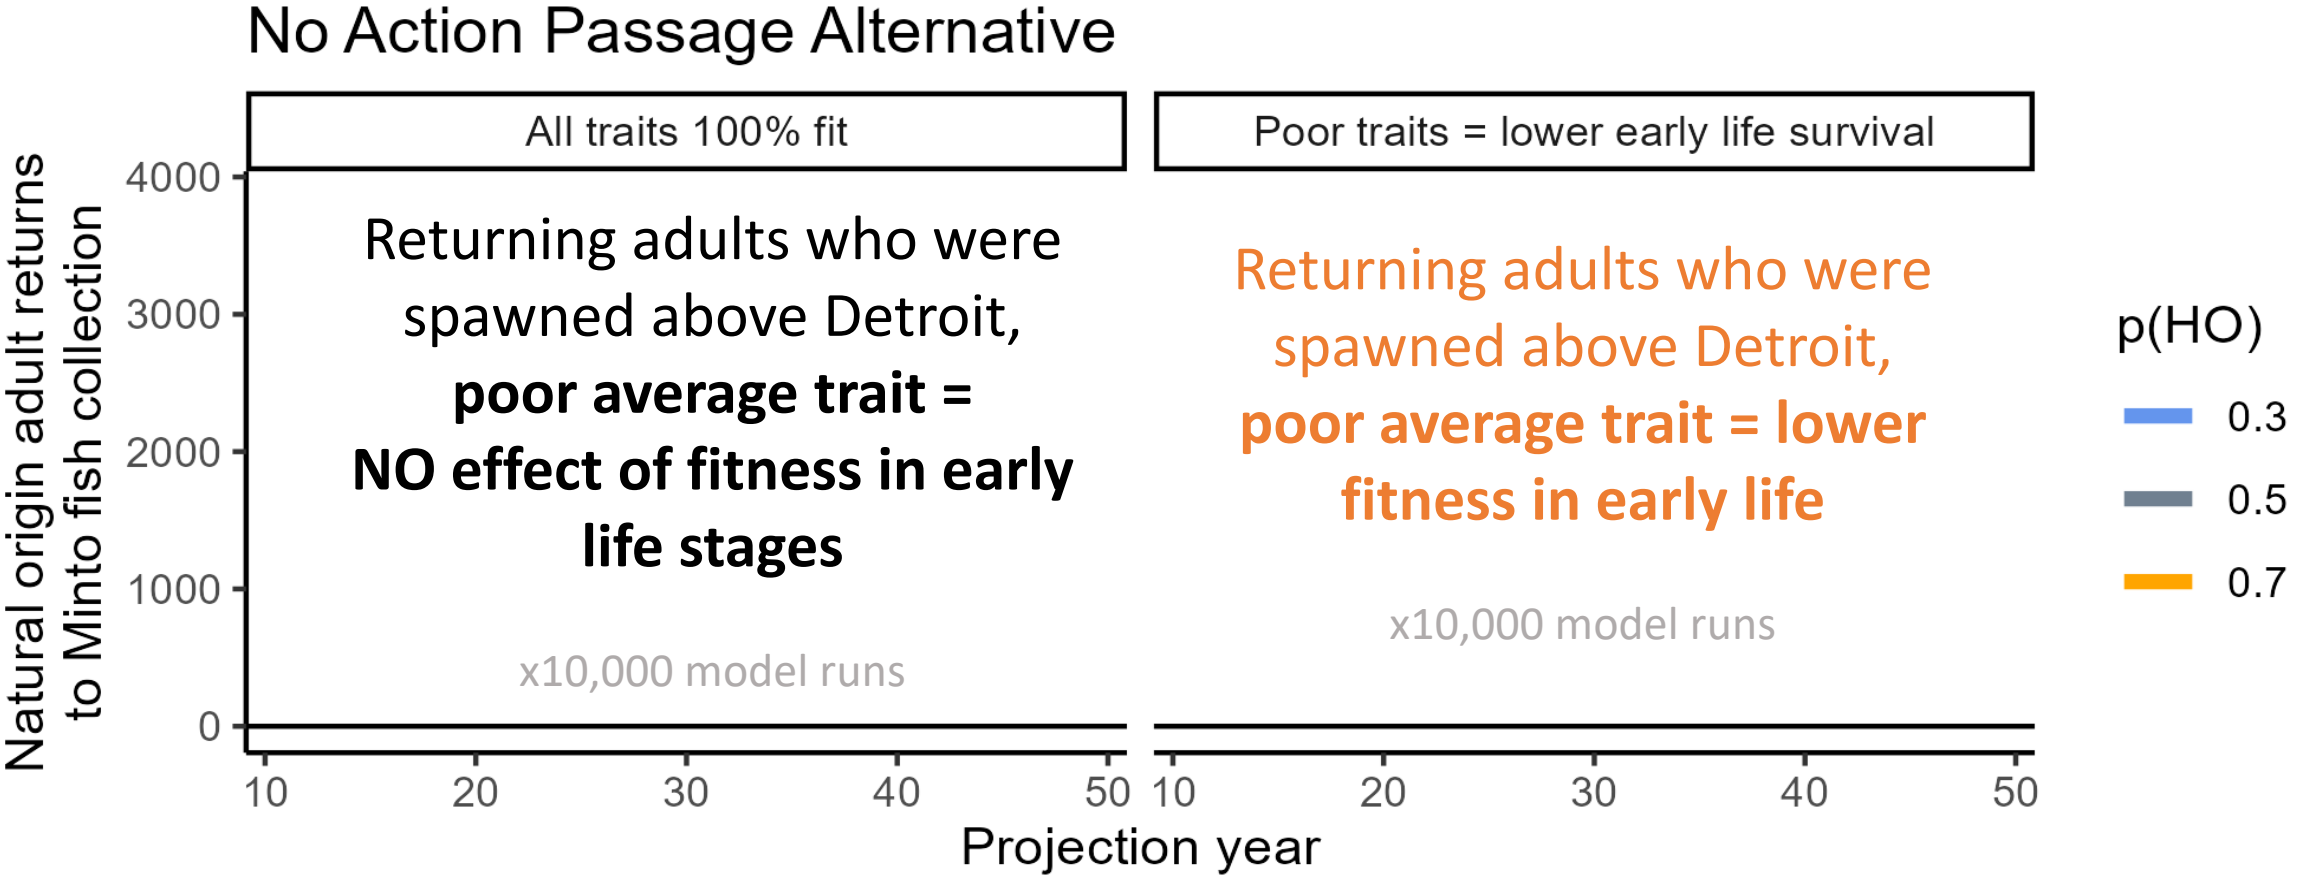 No Action Passage Alternative
All traits 100% fit
Poor traits = lower early life survival
Natural origin adult returns
to Minto fish collection
4000
3000
2000
1000
0
Returning adults who were
spawned above Detroit,
poor average trait =
NO effect of fitness in early
life stages
x10,000 model runs
Returning adults who were
spawned above Detroit,
poor average trait = lower
fitness in early life
x10,000 model runs
p(HO)
0.3
0.5
0.7
10 20 30 40 50
10 20 30 40 50
Projection year